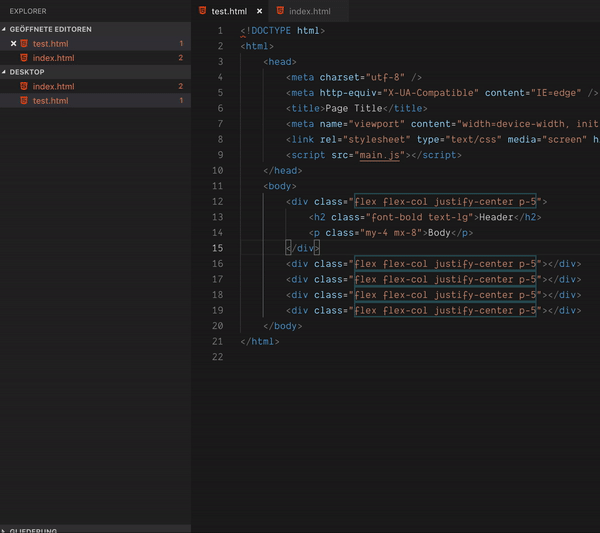 EXPLORER
GEÖFFNETE EDITOREN
test.html 1
index.html 2
DESKTOP
index.html 2
test.html 1
GLIEDERUNG
test.html index.html
1 <!DOCTYPE html>
2 <html>
3 <head>
4 <meta charset="utf-8" />
5 <meta http-equiv="X-UA-Compatible" content="IE=edge" />
6 <title>Page Title</title>
7 <meta name="viewport" content="width=device-width, init
8 <link rel="stylesheet" type="text/css" media="screen" h
9 <script src="main.js"></script>
10 </head>
11 <body>
12 <div class="flex flex-col justify-center p-5">
13 <h2 class="font-bold text-lg">Header</h2>
14 <p class="my-4 mx-8">Body</p>
15 </div>
16 <div class="flex flex-col justify-center p-5"></div>
17 <div class="flex flex-col justify-center p-5"></div>
18 <div class="flex flex-col justify-center p-5"></div>
19 <div class="flex flex-col justify-center p-5"></div>
20 </body>
21 </html>
22